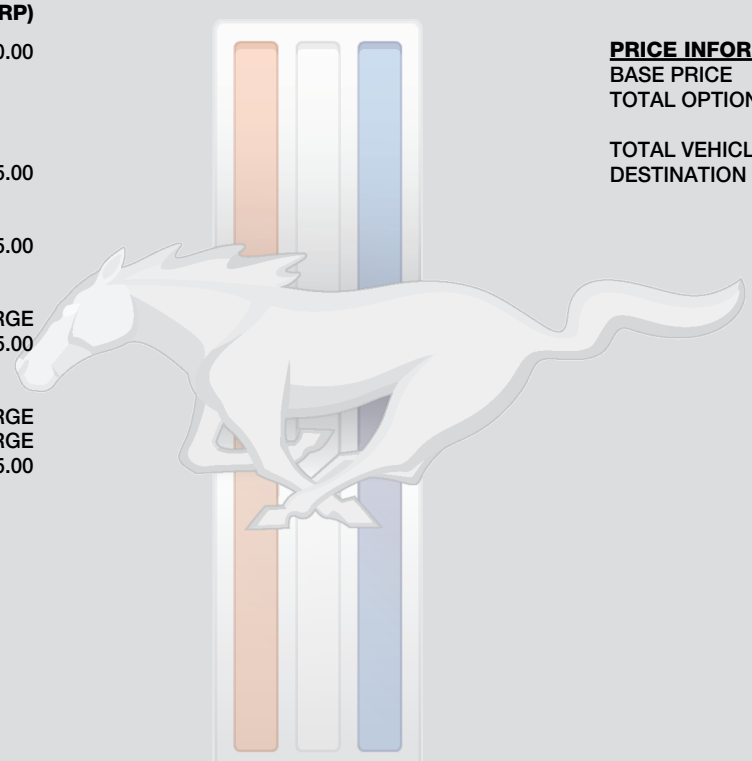 RP)
0.00
5.00
5.00
RGE
5.00
RGE
RGE
5.00
PRICE INFOR
BASE PRICE
TOTAL OPTION
TOTAL VEHICL
DESTINATION